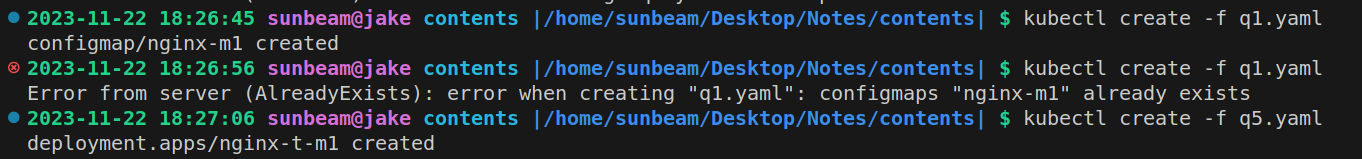 2023-11-22 18:26:45 sunbeam@jake contents |/home/sunbeam/Desktop/Notes/contents| $ kubectl create -f q1.yaml
configmap/nginx-m1 created
2023-11-22 18:26:56 sunbeam@jake contents |/home/sunbeam/Desktop/Notes/contents| $ kubectl create -f q1.yaml
Error from server (AlreadyExists): error when creating "q1.yaml": configmaps "nginx-m1" already exists
2023-11-22 18:27:06 sunbeam@jake contents |/home/sunbeam/Desktop/Notes/contents| $ kubectl create -f q5.yaml
deployment.apps/nginx-t-m1 created